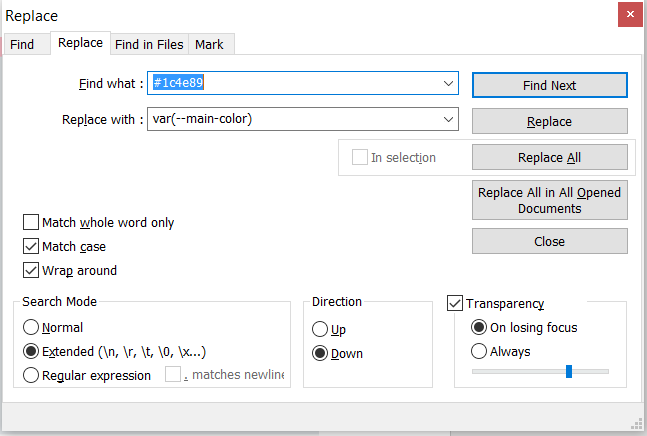 Replace
Find
Replace
Find in Files
Mark
Find what : #1c4e89
Find Next
Replace with : var(--main-color)
Replace
In selection
Replace All
Replace All in All Opened
Documents
Match whole word only
Match case
Close
Wrap around
Search Mode
Normal
Extended (\n, \r, \t, \0, \x...)
Regular expression
. matches newline
Direction
Up
Down
Transparency
On losing focus
Always